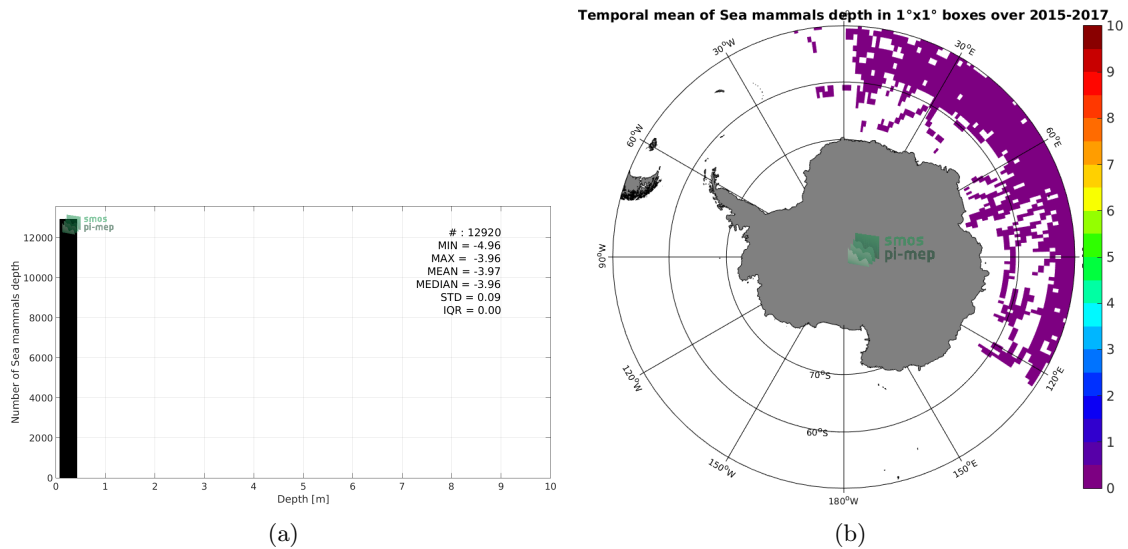 Temporal mean of Sea mammals depth in 1°x1° boxes over 2015-2017
smos
pi-mep
# : 12920
MIN = -4.96
MAX = -3.96
MEAN = -3.97
MEDIAN = -3.96
STD = 0.09
IQR = 0.00
Number of Sea mammals depth
0
2000
4000
6000
8000
10000
12000
0 1 2 3 4 5 6 7 8 9 10
Depth [m]
(a)
30°W
30°E
60°W
60°E
90°W
120°W
120°E
150°W
150°E
180°W
70°S
60°S
smos
pi-mep
10
9
8
7
6
5
4
3
2
1
0
(b)